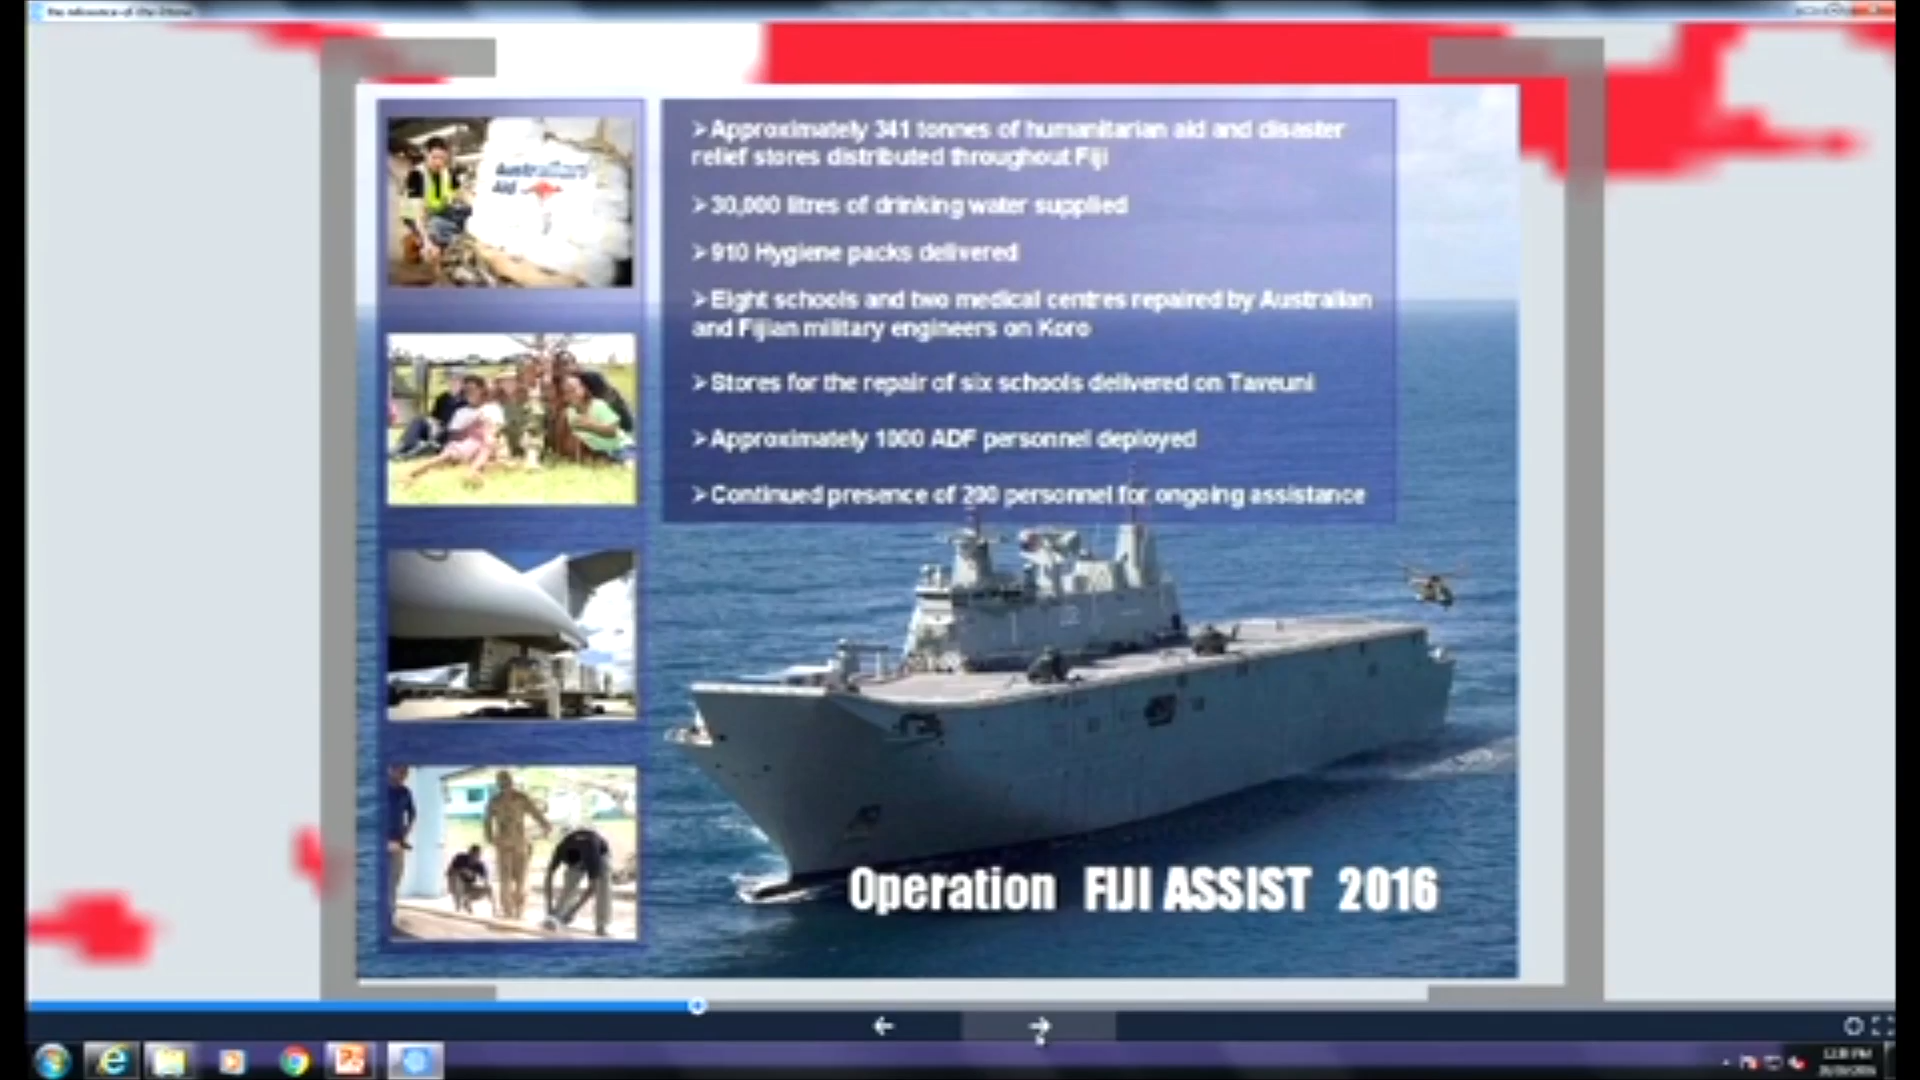 Australian
Aid
➢Approximately 341 tonnes of humanitarian aid and disaster
relief stores distributed throughout Fiji
➢30,000 litres of drinking water supplied
➢910 Hygiene packs delivered
➢Eight schools and two medical centres repaired by Australian
and Fijian military engineers on Koro
➢Stores for the repair of six schools delivered on Taveuni
➢Approximately 1000 ADF personnel deployed
➢Continued presence of 200 personnel for ongoing assistance
Operation FIJI ASSIST 2016